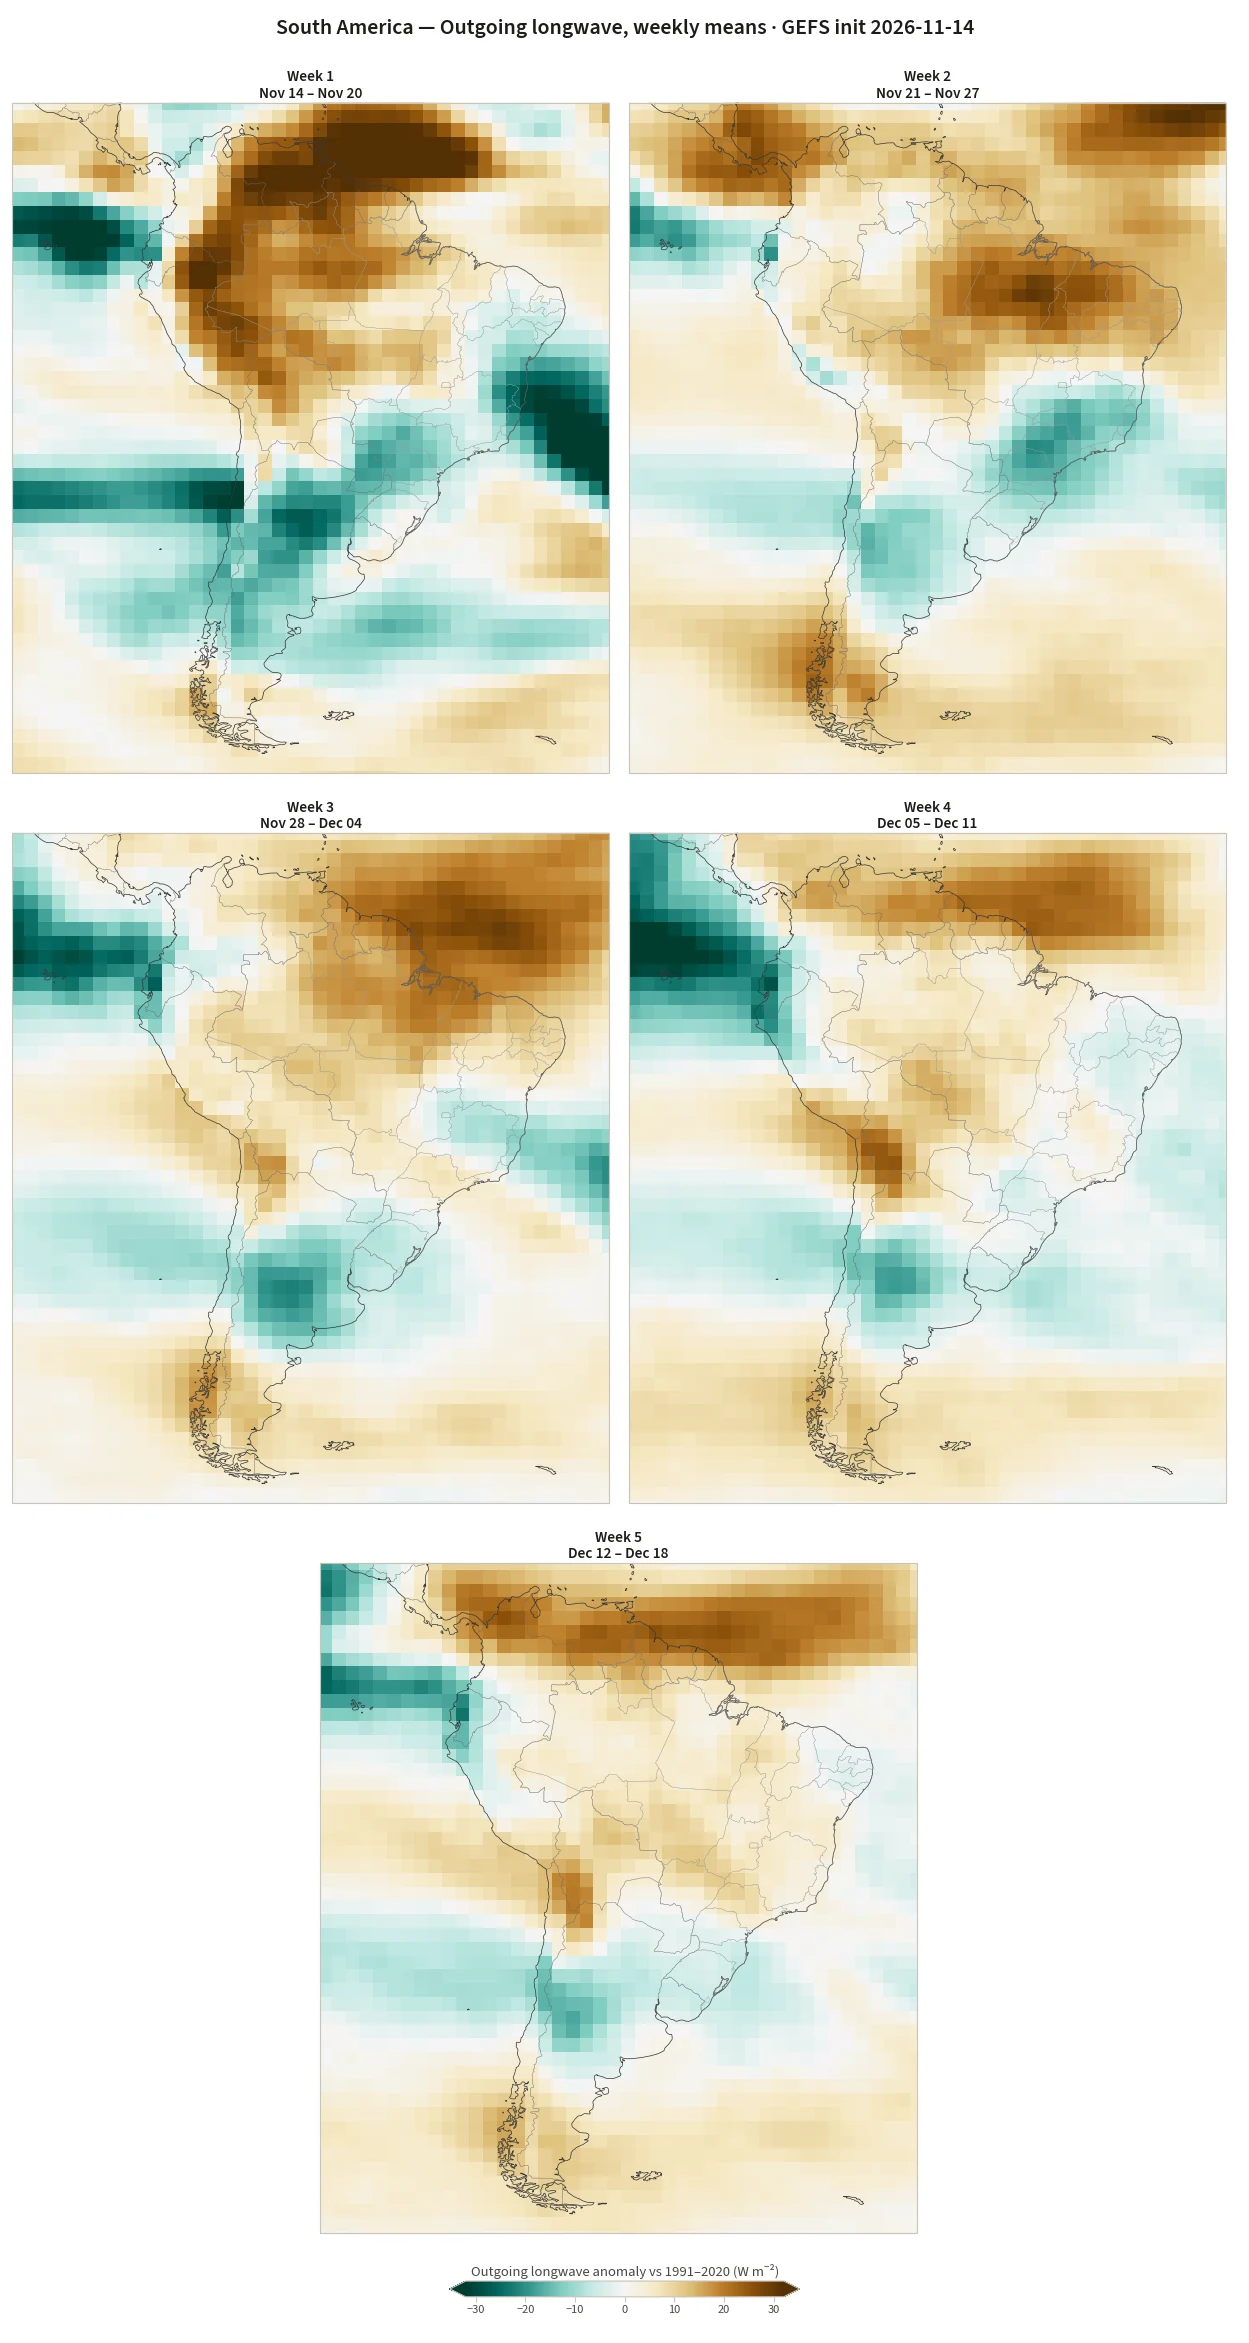 South America — Outgoing longwave, weekly means · GEFS init 2026-11-14
Week 1
Nov 14 – Nov 20
Week 2
Nov 21 – Nov 27
Week 3
Nov 28 – Dec 04
Week 4
Dec 05 – Dec 11
Week 5
Dec 12 – Dec 18
Outgoing longwave anomaly vs 1991–2020 (W m⁻²)
−30 −20 −10 0 10 20 30